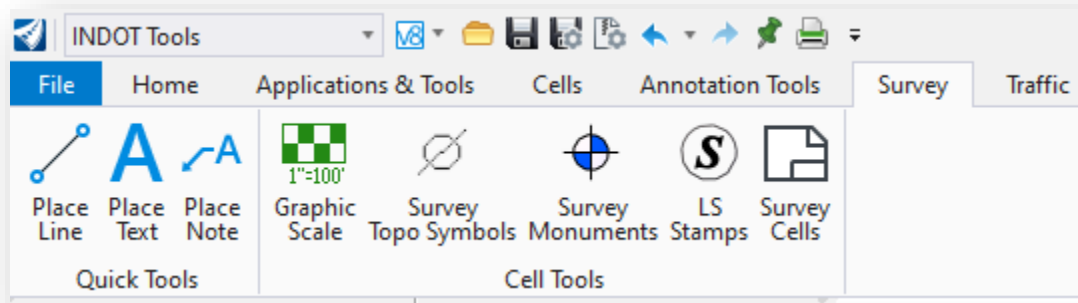 INDOT Tools
V8
File Home Applications & Tools Cells Annotation Tools Survey Traffic
A A
1"=100' S
Place Place Place Graphic Survey Survey LS Survey
Line Text Note Scale Topo Symbols Monuments Stamps Cells
Quick Tools Cell Tools